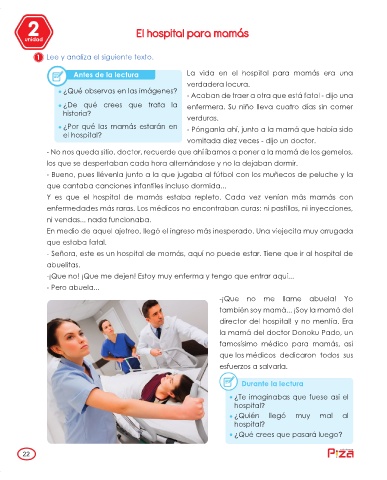 2
unidad
El hospital para mamás
1 Lee y analiza el siguiente texto.
Antes de la lectura
¿Qué observas en las imágenes?
¿De qué crees que trata la
historia?
¿Por qué las mamás estarán en
el hospital?
La vida en el hospital para mamás era una
verdadera locura.
- Acaban de traer a otra que está fatal - dijo una
enfermera. Su niño lleva cuatro días sin comer
verduras.
- Pónganla ahí, junto a la mamá que había sido
vomitada diez veces - dijo un doctor.
- No nos queda sitio, doctor, recuerde que ahí íbamos a poner a la mamá de los gemelos,
los que se despertaban cada hora alternándose y no la dejaban dormir.
- Bueno, pues llévenla junto a la que jugaba al fútbol con los muñecos de peluche y la
que cantaba canciones infantiles incluso dormida...
Y es que el hospital de mamás estaba repleto. Cada vez venían más mamás con
enfermedades más raras. Los médicos no encontraban curas: ni pastillas, ni inyecciones,
ni vendas... nada funcionaba.
En medio de aquel ajetreo, llegó el ingreso más inesperado. Una viejecita muy arrugada
que estaba fatal.
- Señora, este es un hospital de mamás, aquí no puede estar. Tiene que ir al hospital de
abuelitas.
-¡Que no! ¡Que me dejen! Estoy muy enferma y tengo que entrar aquí...
- Pero abuela...
-¡Que no me llame abuela! Yo
también soy mamá... ¡Soy la mamá del
director del hospital! y no mentía. Era
la mamá del doctor Donoku Pado, un
famosísimo médico para mamás, así
que los médicos dedicaron todos sus
esfuerzos a salvarla.
Durante la lectura
¿Te imaginabas que fuese así el
hospital?
¿Quién llegó muy mal al
hospital?
¿Qué crees que pasará luego?
22